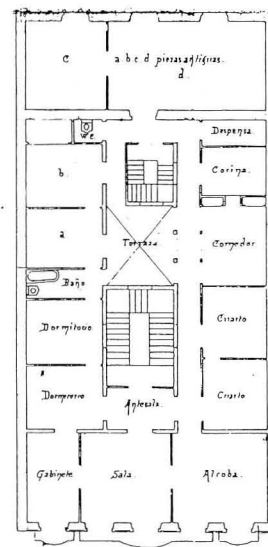 c
a. b c d piezas antiguas.
d.
W.C.
Despensa
b.
Cocina.
a
Terraza
Comedor
Baño
Dormitorio
Cuarto
Dormitorio
Antesala.
Cuarto
Gabinete
Sala.
Alcoba.